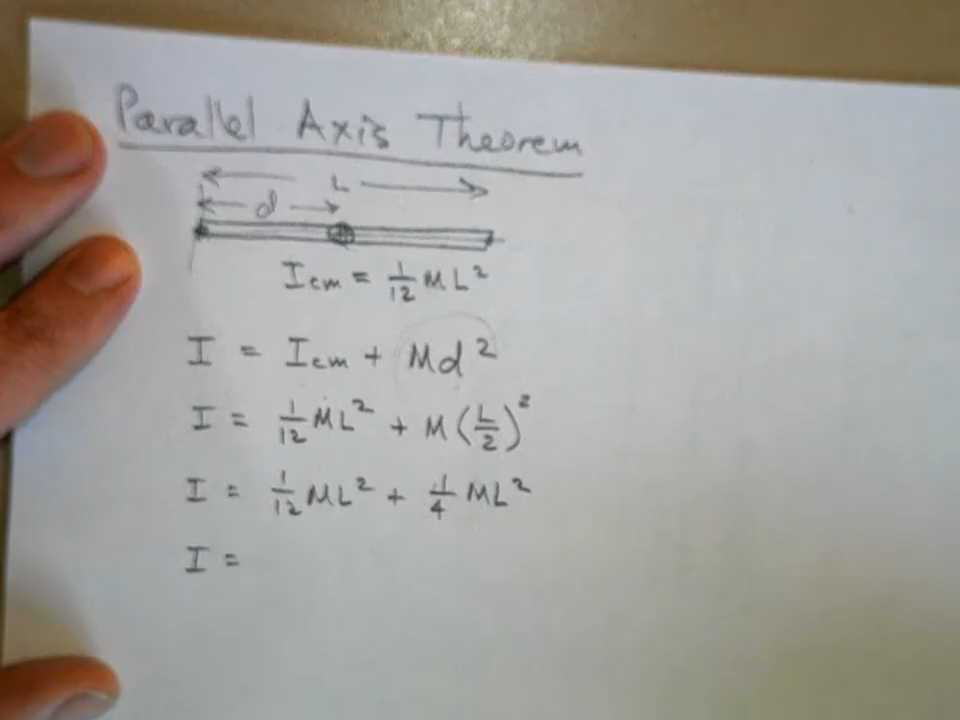 Parallel Axis Theorem
L
d
Icm = 1/12 ML²
I = Icm + Md²
I = 1/12 ML² + M(L/2)²
I = 1/12 ML² + 1/4 ML²
I =